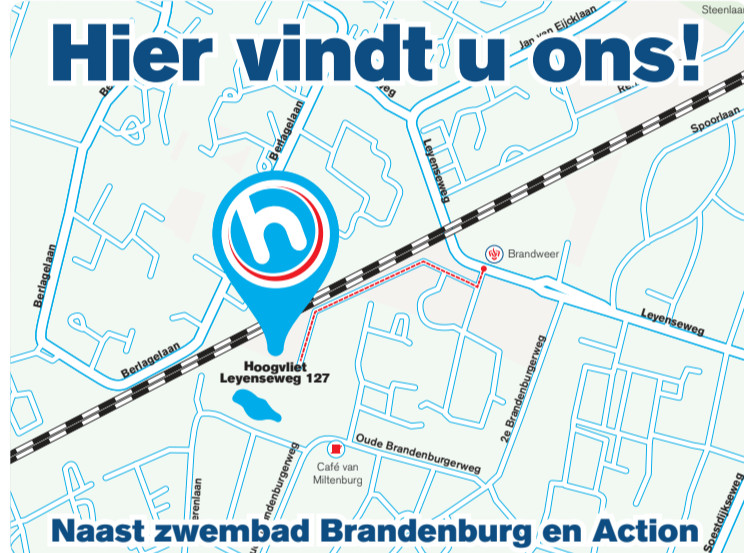 Steenlaan
Hier vindt u ons!
Jan van Eijcklaan
Spoorlaan
Berlagelaan
Leyenseweg
h
Brandweer
Berlagelaan
Leyenseweg
Berlagelaan
Hoogvliet
Leyenseweg 127
2e Brandenburgerweg
Oude Brandenburgerweg
Café van
Miltenburg
Soestdijkseweg
Naast zwembad Brandenburg en Action